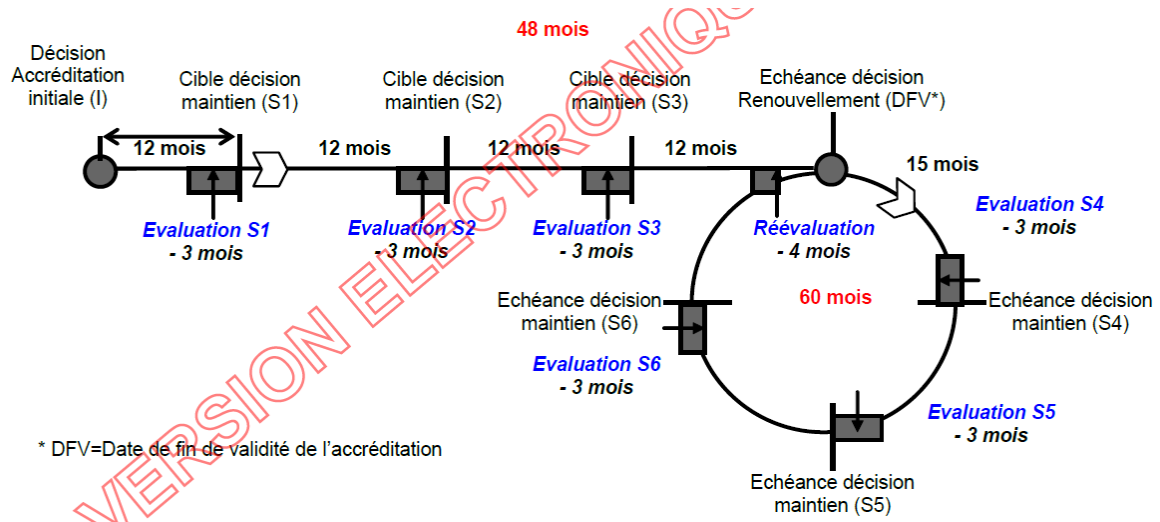 48 mois
Décision
Accréditation
initiale (I)
Cible décision
maintien (S1)
Cible décision
maintien (S2)
Cible décision
maintien (S3)
Echéance décision
Renouvellement (DFV*)
12 mois
12 mois
12 mois
12 mois
15 mois
Evaluation S1
- 3 mois
Evaluation S2
- 3 mois
Evaluation S3
- 3 mois
Réévaluation
- 4 mois
Evaluation S4
- 3 mois
60 mois
Echéance décision
maintien (S6)
Echéance décision
maintien (S4)
Evaluation S6
- 3 mois
Evaluation S5
- 3 mois
Echéance décision
maintien (S5)
* DFV=Date de fin de validité de l'accréditation
VERSION ELECTRONIQU